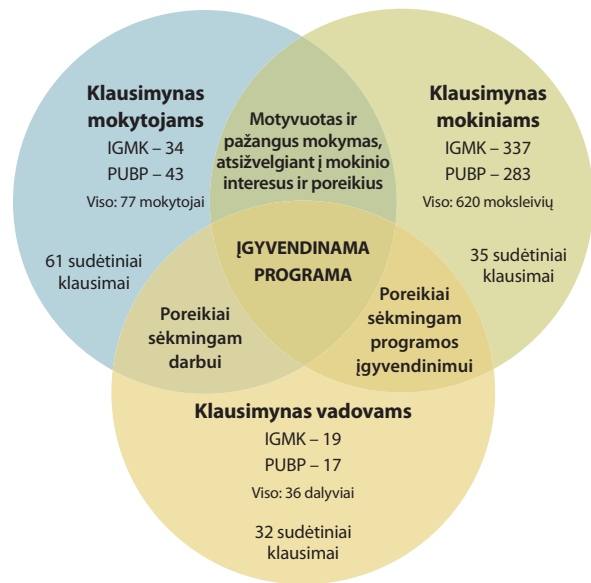 Klausimynas
mokytojams
IGMK – 34
PUBP – 43
Viso: 77 mokytojai
61 sudėtiniai
klausimai
Motyvuotas ir
pažangus mokymas,
atsižvelgiant į mokinio
interesus ir poreikius
Klausimynas
mokiniams
IGMK – 337
PUBP – 283
Viso: 620 moksleivių
35 sudėtiniai
klausimai
ĮGYVENDINAMA
PROGRAMA
Poreikiai
sėkmingam
darbui
Poreikiai
sėkmingam
programos
įgyvendinimui
Klausimynas vadovams
IGMK – 19
PUBP – 17
Viso: 36 dalyviai
32 sudėtiniai
klausimai